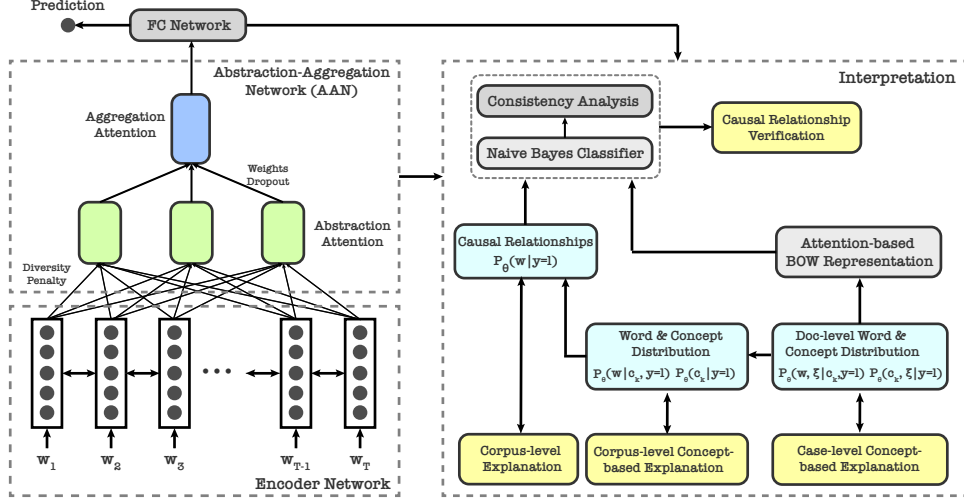 Prediction
FC Network
Abstraction-Aggregation
Network (AAN)
Aggregation
Attention
Weights
Dropout
Abstraction
Attention
Diversity
Penalty
w1
w2
w3
wT-1
wT
Encoder Network
Interpretation
Consistency Analysis
Naive Bayes Classifier
Causal Relationship
Verification
Causal Relationships
Pθ(w|y=l)
Attention-based
BOW Representation
Word & Concept
Distribution
Pθ(w|ck, y=l) Pθ(ck|y=l)
Doc-level Word &
Concept Distribution
Pθ(w, ξ|ck,y=l) Pθ(ck, ξ|y=l)
Corpus-level
Explanation
Corpus-level Concept-
based Explanation
Case-level Concept-
based Explanation